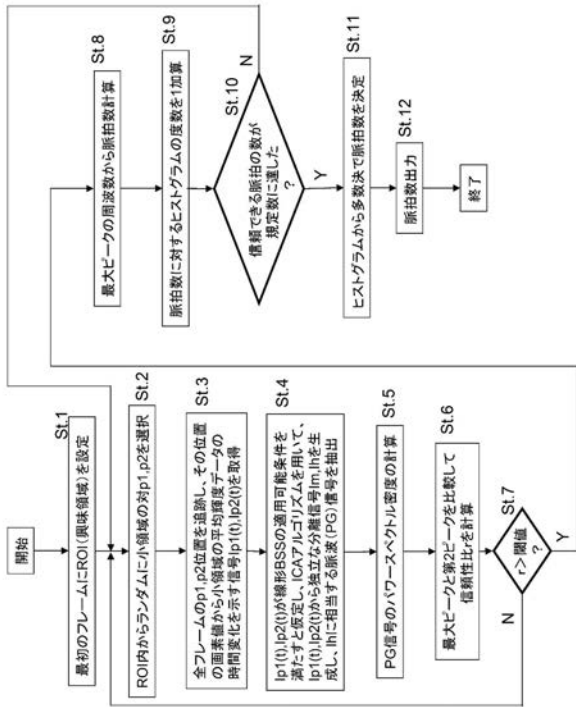 開始
St.1
最初のフレームにROI(興味領域)を設定
St.2
ROI内からランダムに小領域の対p1,p2を選択
St.3
全フレームのp1,p2位置を追跡し、その位置
の画素値から小領域の平均輝度データの
時間変化を示す信号Ip1(t),Ip2(t)を取得
St.4
Ip1(t),Ip2(t)が線形BSSの適用可能条件を
満たすと仮定し、ICAアルゴリズムを用いて、
Ip1(t),Ip2(t)から独立な分離信号Im,Ihを生
成し、Ihに相当する脈波(PG)信号を抽出
St.5
PG信号のパワースペクトル密度の計算
St.6
最大ピークと第2ピークを比較して
信頼性比rを計算
St.7
r>閾値
?
N
Y
St.8
最大ピークの周波数から脈拍数計算
St.9
脈拍数に対するヒストグラムの度数を1加算
St.10
信頼できる脈拍の数が
規定数に達した
?
N
Y
St.11
ヒストグラムから多数決で脈拍数を決定
St.12
脈拍数出力
終了